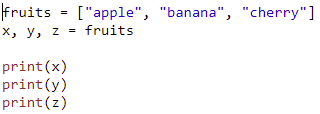 fruits = ["apple", "banana", "cherry"]
x, y, z = fruits

print(x)
print(y)
print(z)